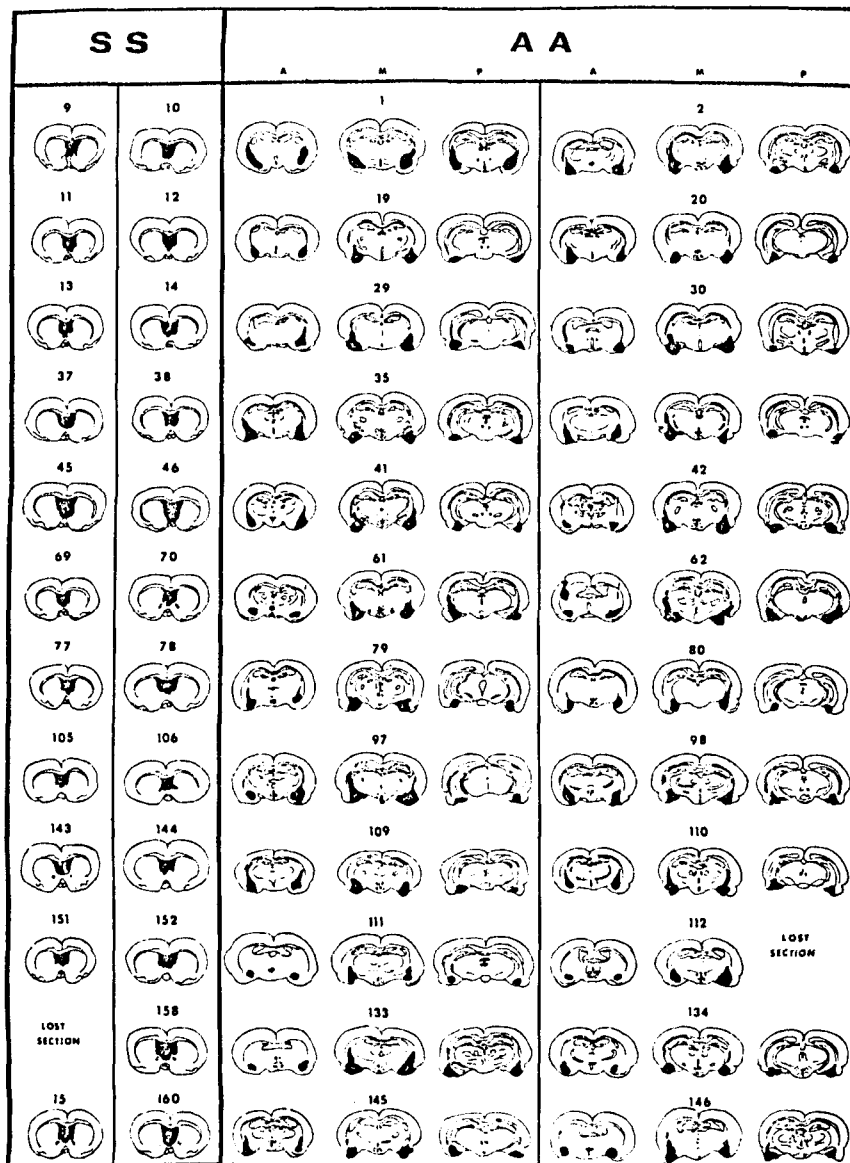 S S A A
A M P A M P
9 10 1 2
11 12 19 20
13 14 29 30
37 38 35
45 46 41 42
69 70 61 62
77 78 79 80
105 106 97 98
143 144 109 110
151 152 111 112 LOST
SECTION
LOST 158 133 134
SECTION
15 160 145 146